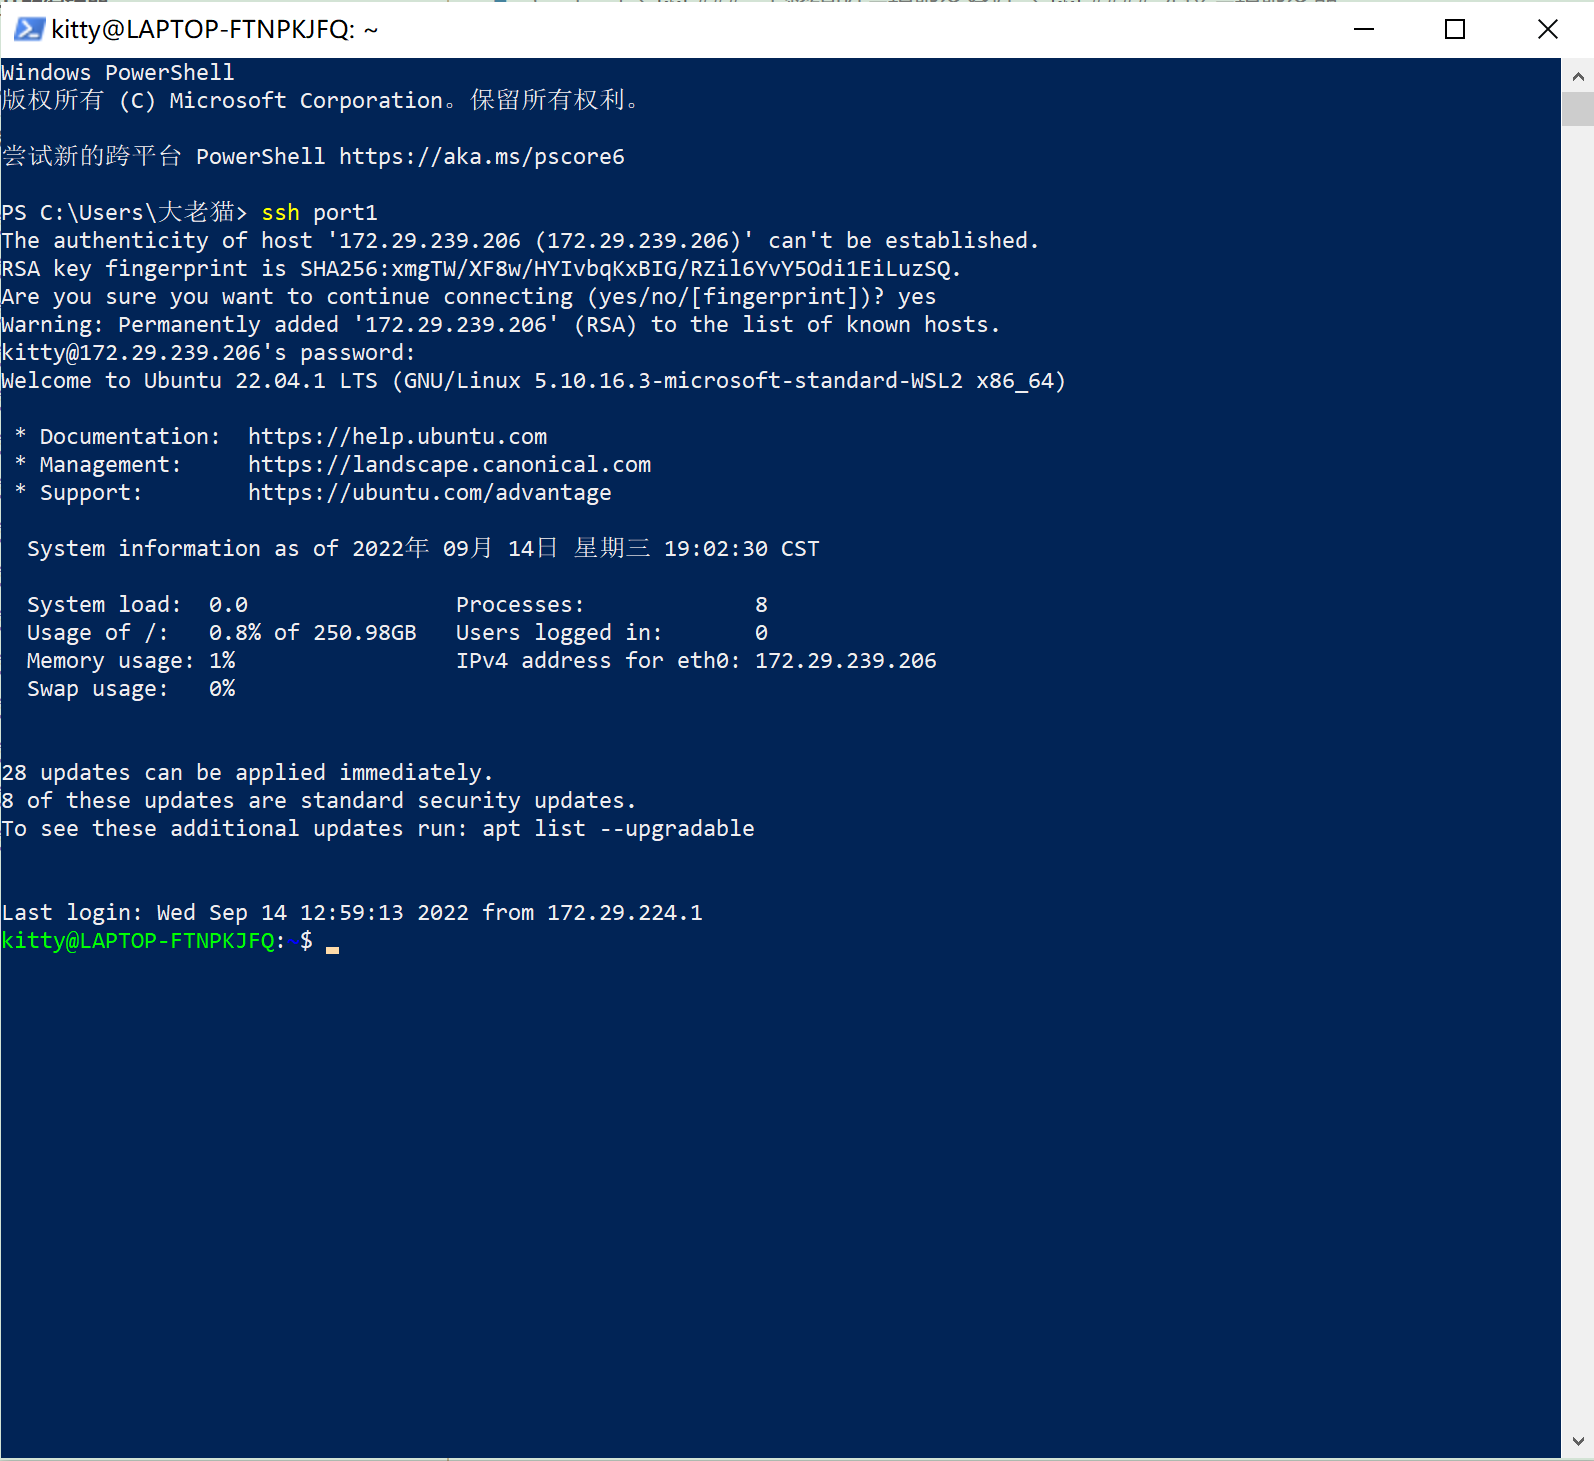 kitty@LAPTOP-FTNPKJFQ: ~
Windows PowerShell
版权所有 (C) Microsoft Corporation。保留所有权利。
尝试新的跨平台 PowerShell https://aka.ms/pscore6
PS C:\Users\大老猫> ssh port1
The authenticity of host '172.29.239.206 (172.29.239.206)' can't be established.
RSA key fingerprint is SHA256:xmgTW/XF8w/HYIvbqKxBIG/RZil6YvY5Odi1EiLuzSQ.
Are you sure you want to continue connecting (yes/no/[fingerprint])? yes
Warning: Permanently added '172.29.239.206' (RSA) to the list of known hosts.
kitty@172.29.239.206's password:
Welcome to Ubuntu 22.04.1 LTS (GNU/Linux 5.10.16.3-microsoft-standard-WSL2 x86_64)
* Documentation:  https://help.ubuntu.com
* Management:     https://landscape.canonical.com
* Support:        https://ubuntu.com/advantage
System information as of 2022年 09月 14日 星期三 19:02:30 CST
System load:  0.0                Processes:             8
Usage of /:   0.8% of 250.98GB   Users logged in:       0
Memory usage: 1%                 IPv4 address for eth0: 172.29.239.206
Swap usage:   0%
28 updates can be applied immediately.
8 of these updates are standard security updates.
To see these additional updates run: apt list --upgradable
Last login: Wed Sep 14 12:59:13 2022 from 172.29.224.1
kitty@LAPTOP-FTNPKJFQ:~$